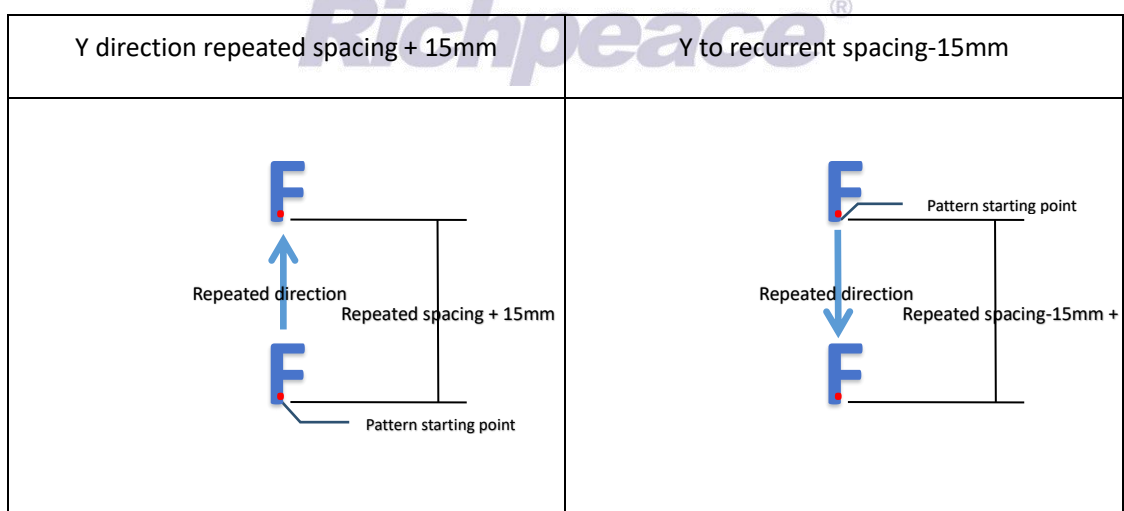 Richpeace®
Y direction repeated spacing + 15mm
Y to recurrent spacing-15mm
F
Repeated direction
Repeated spacing + 15mm
F
Pattern starting point
F
Pattern starting point
Repeated direction
Repeated spacing-15mm +
F